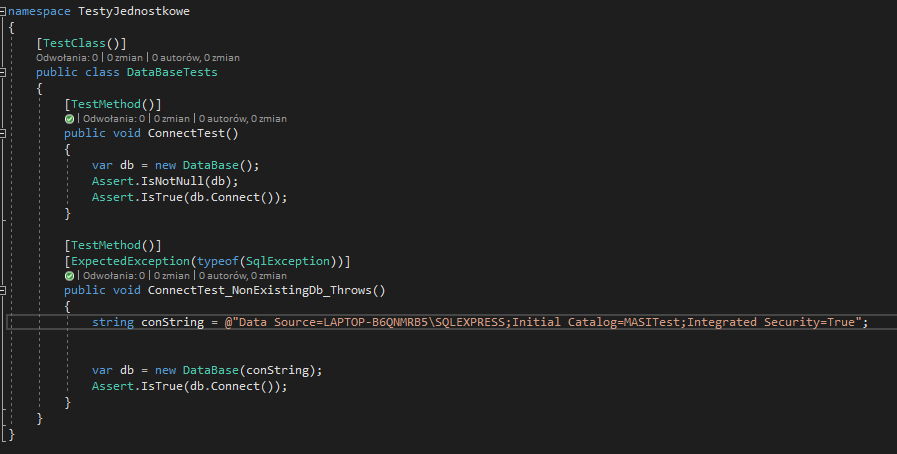 namespace TestyJednostkowe
{
[TestClass()]
Odwołania: 0 | 0 zmian | 0 autorów, 0 zmian
public class DataBaseTests
{
[TestMethod()]
| Odwołania: 0 | 0 zmian | 0 autorów, 0 zmian
public void ConnectTest()
{
var db = new DataBase();
Assert.IsNotNull(db);
Assert.IsTrue(db.Connect());
}
[TestMethod()]
[ExpectedException(typeof(SqlException))]
| Odwołania: 0 | 0 zmian | 0 autorów, 0 zmian
public void ConnectTest_NonExistingDb_Throws()
{
string conString = @"Data Source=LAPTOP-B6QNMRB5\SQLEXPRESS;Initial Catalog=MASITest;Integrated Security=True";
var db = new DataBase(conString);
Assert.IsTrue(db.Connect());
}
}
}